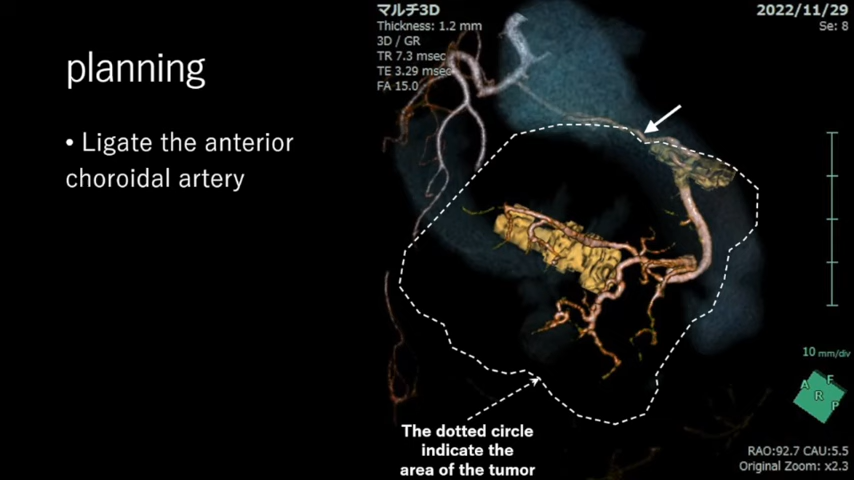 planning
• Ligate the anterior
choroidal artery
マルチ3D
Thickness: 1.2 mm
3D / GR
TR 7.3 msec
TE 3.29 msec
FA 15.0
2022/11/29
Se: 8
10 mm/div
A F
R
P
The dotted circle
indicate the
area of the tumor
RAO:92.7 CAU:5.5
Original Zoom: x2.3